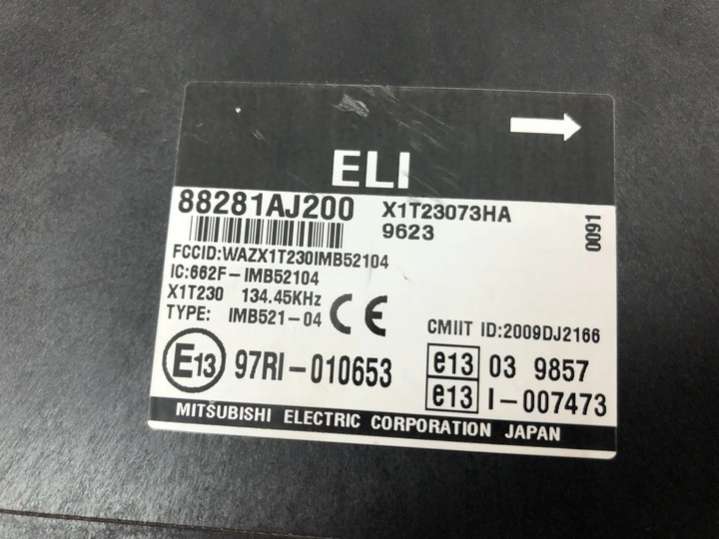 ELI
88281AJ200 X1T23073HA
9623
0091
FCCID:WAZX1T230IMB52104
IC:662F-IMB52104
X1T230 134.45KHz
TYPE: IMB521-04 CE
CMIIT ID:2009DJ2166
E13 97RI-010653
e13 03 9857
e13 I-007473
MITSUBISHI ELECTRIC CORPORATION JAPAN